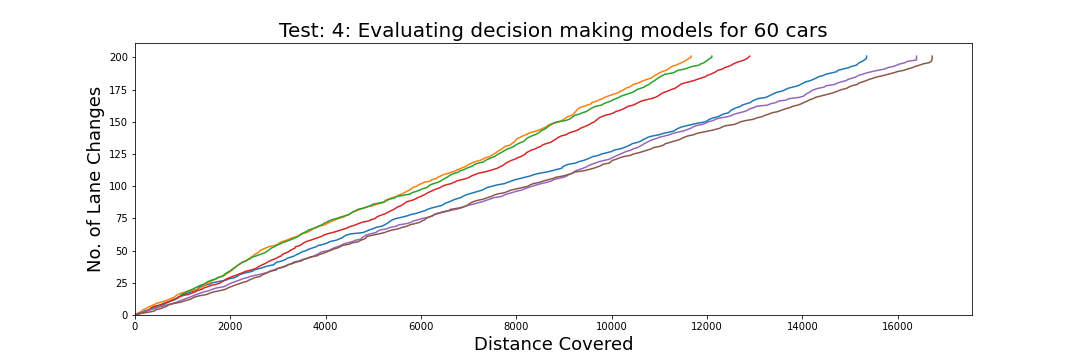 Test: 4: Evaluating decision making models for 60 cars
No. of Lane Changes
200
175
150
125
100
75
50
25
0
0 2000 4000 6000 8000 10000 12000 14000 16000
Distance Covered